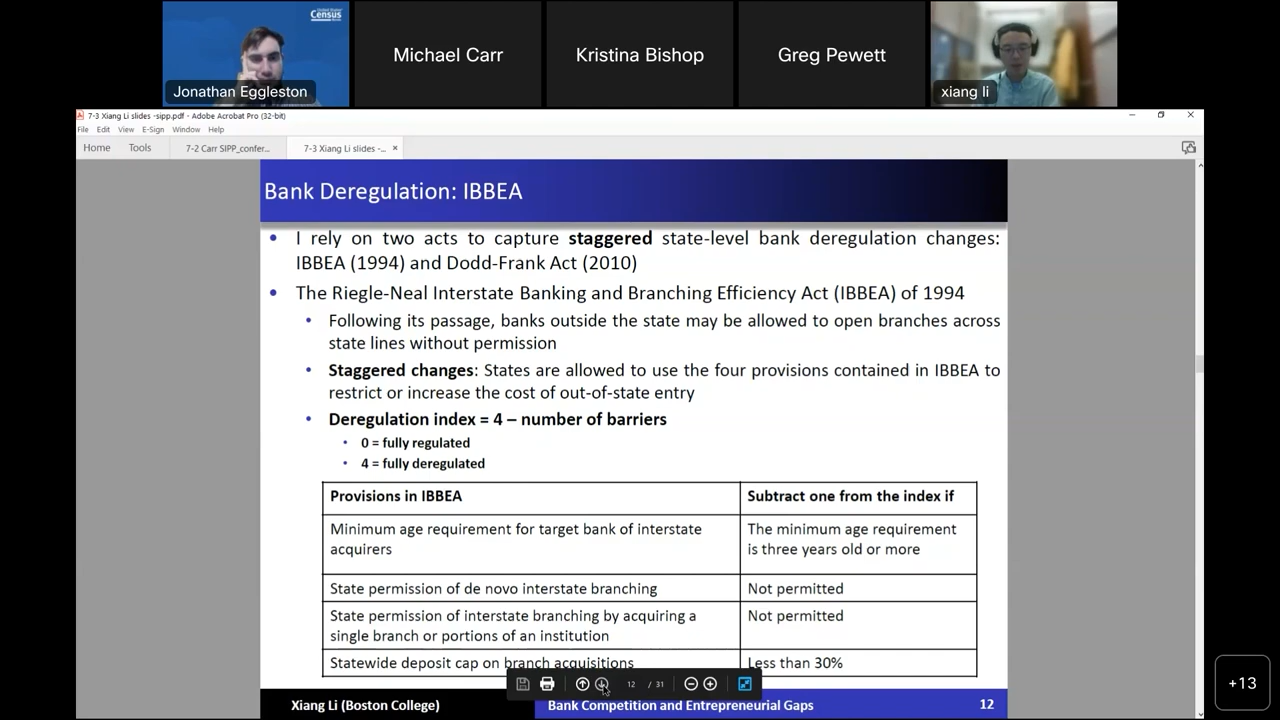 United States
Census
Bureau
Jonathan Eggleston
Michael Carr
Kristina Bishop
Greg Pewett
xiang li
7-3 Xiang Li slides -sipp.pdf - Adobe Acrobat Pro (32-bit)
File Edit View E-Sign Window Help
Home Tools 7-2 Carr SIPP_confer... 7-3 Xiang Li slides -... ×
Bank Deregulation: IBBEA
• I rely on two acts to capture staggered state-level bank deregulation changes:
IBBEA (1994) and Dodd-Frank Act (2010)
• The Riegle-Neal Interstate Banking and Branching Efficiency Act (IBBEA) of 1994
• Following its passage, banks outside the state may be allowed to open branches across
state lines without permission
• Staggered changes: States are allowed to use the four provisions contained in IBBEA to
restrict or increase the cost of out-of-state entry
• Deregulation index = 4 – number of barriers
• 0 = fully regulated
• 4 = fully deregulated
Provisions in IBBEA
Subtract one from the index if
Minimum age requirement for target bank of interstate
acquirers
The minimum age requirement
is three years old or more
State permission of de novo interstate branching
Not permitted
State permission of interstate branching by acquiring a
single branch or portions of an institution
Not permitted
Statewide deposit cap on branch acquisitions
Less than 30%
12 / 31
Xiang Li (Boston College)
Bank Competition and Entrepreneurial Gaps
12
+13